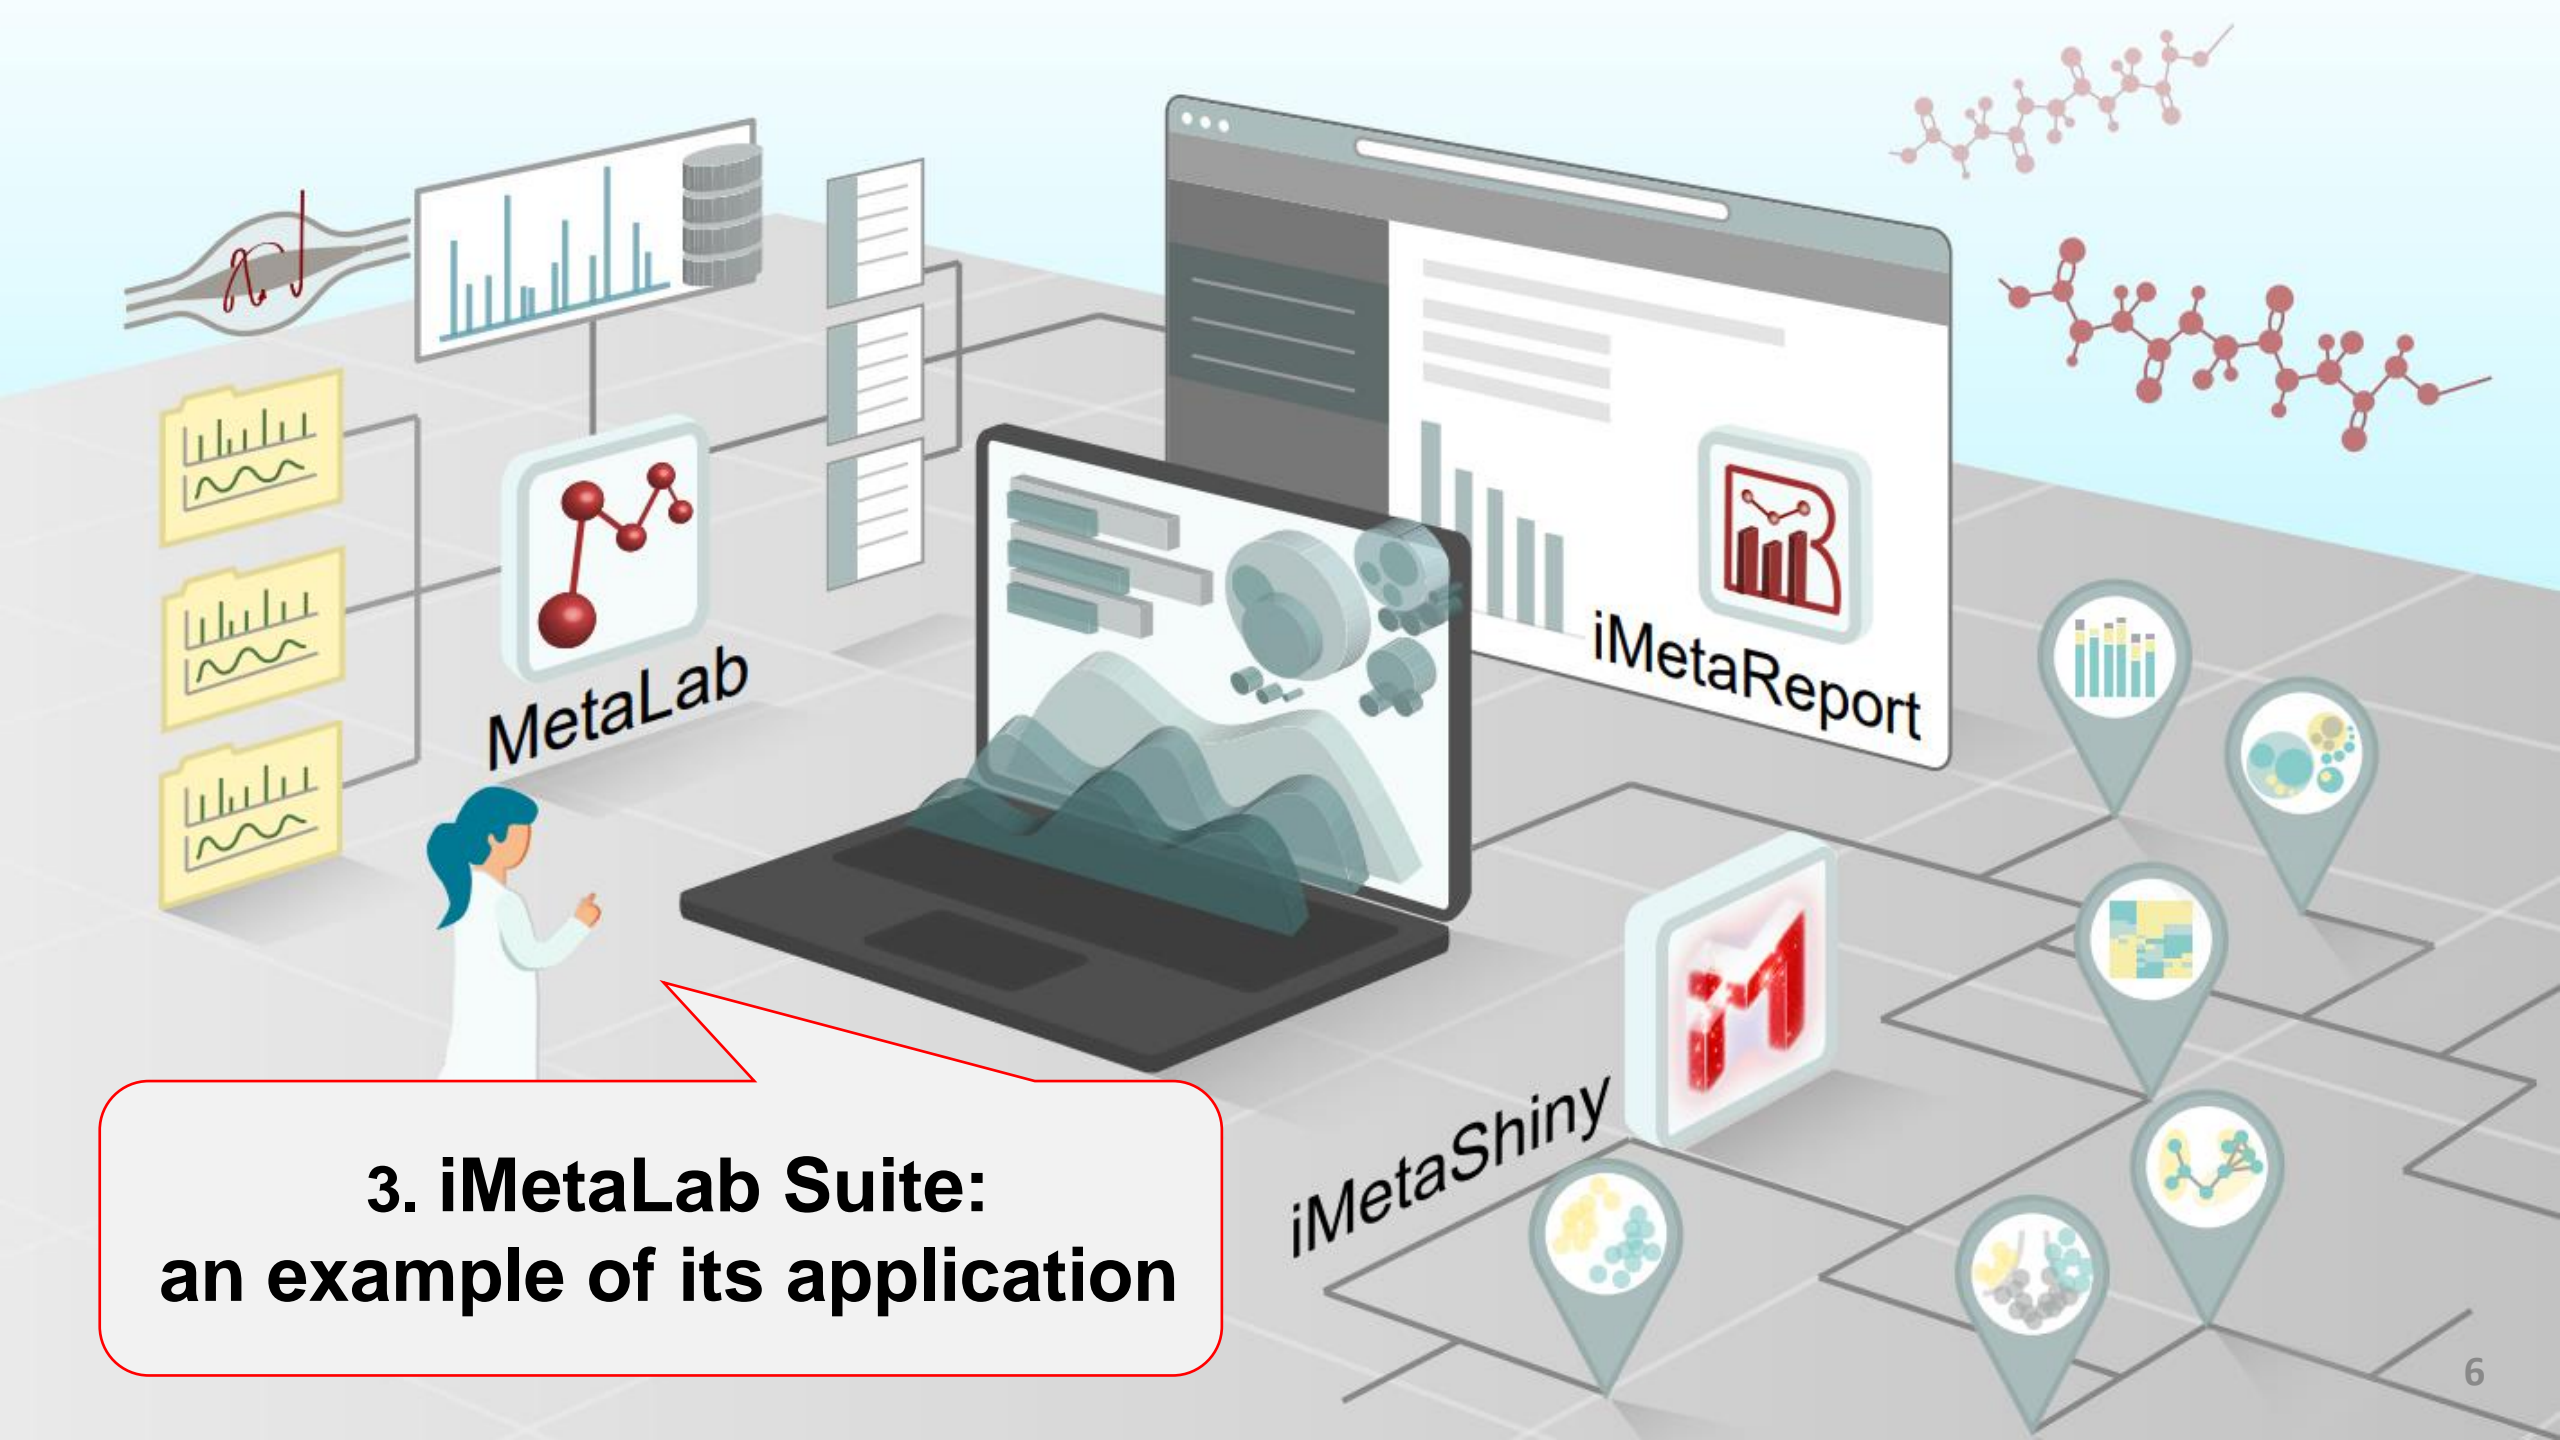 MetaLab
iMetaReport
iMetaShiny
3. iMetaLab Suite:
an example of its application
6